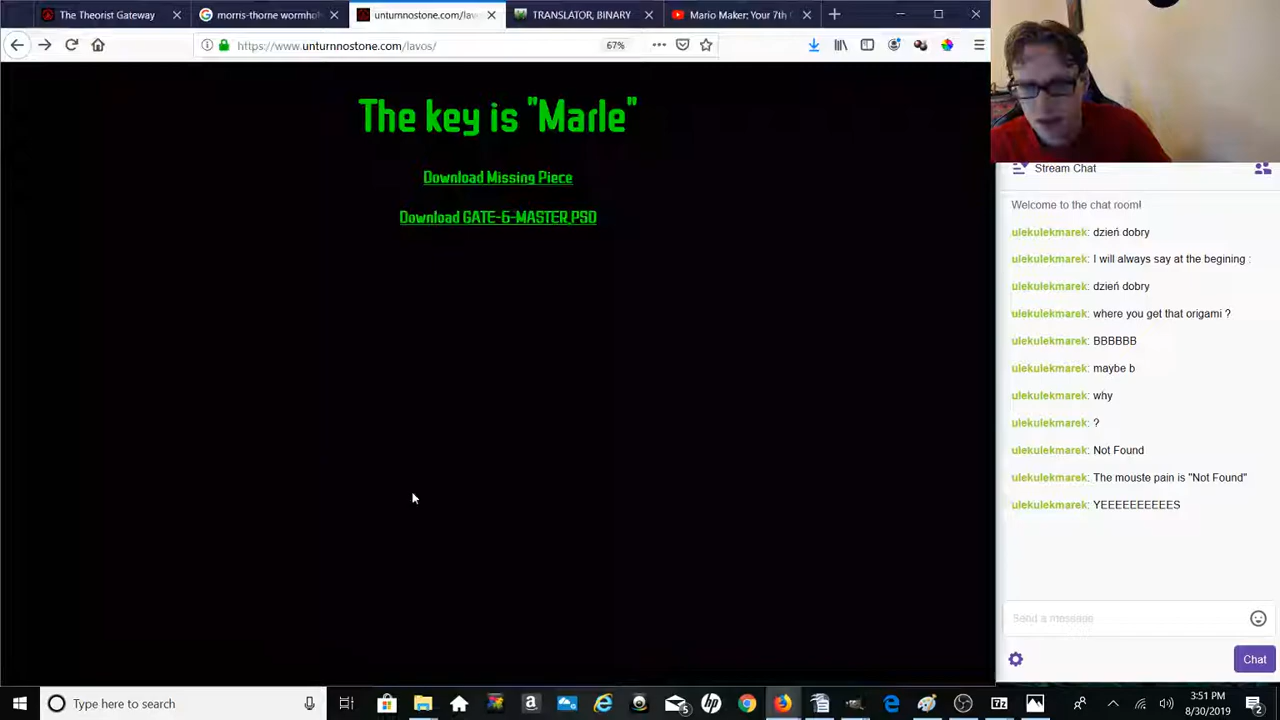 The Theorist Gateway
morris-thorne wormho
unturnnostone.com/lav
TRANSLATOR, BINARY
Mario Maker: Your 7th
https://www.unturnnostone.com/lavos/
67%
The key is "Marle"
Download Missing Piece
Download GATE-6-MASTER.PSD
Stream Chat
Welcome to the chat room!
ulekulekmarek: dzień dobry
ulekulekmarek: I will always say at the begining :
ulekulekmarek: dzień dobry
ulekulekmarek: where you get that origami ?
ulekulekmarek: BBBBBB
ulekulekmarek: maybe b
ulekulekmarek: why
ulekulekmarek: ?
ulekulekmarek: Not Found
ulekulekmarek: The mouste pain is "Not Found"
ulekulekmarek: YEEEEEEEEEES
Send a message
Chat
Type here to search
3:51 PM
8/30/2019